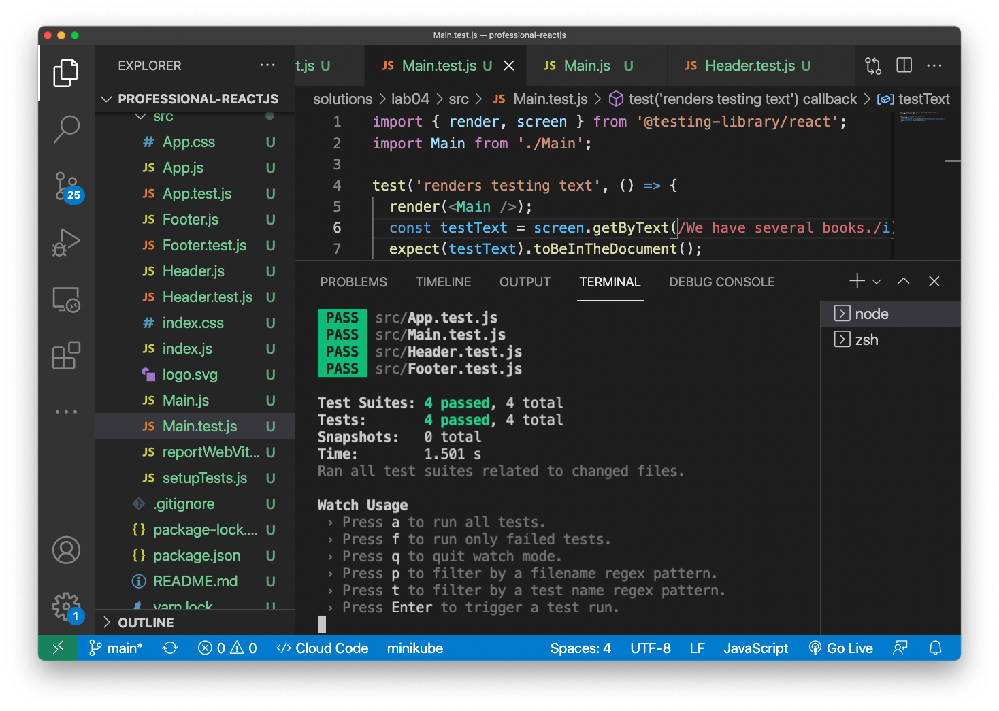 Main.test.js — professional-reactjs
EXPLORER
t.js U
JS Main.test.js U
JS Main.js U
JS Header.test.js U
PROFESSIONAL-REACTJS
solutions > lab04 > src > JS Main.test.js > test('renders testing text') callback > testText
src
# App.css U
JS App.js U
JS App.test.js U
JS Footer.js U
JS Footer.test.js U
JS Header.js U
JS Header.test.js U
# index.css U
JS index.js U
logo.svg U
JS Main.js U
JS Main.test.js U
JS reportWebVit... U
JS setupTests.js U
.gitignore U
{} package-lock.... U
{} package.json U
README.md U
yarn.lock U
OUTLINE
25
1
1 import { render, screen } from '@testing-library/react';
2 import Main from './Main';
3
4 test('renders testing text', () => {
5 render(<Main />);
6 const testText = screen.getByText(/We have several books./i)
7 expect(testText).toBeInTheDocument();
PROBLEMS TIMELINE OUTPUT TERMINAL DEBUG CONSOLE
PASS src/App.test.js
PASS src/Main.test.js
PASS src/Header.test.js
PASS src/Footer.test.js
Test Suites: 4 passed, 4 total
Tests: 4 passed, 4 total
Snapshots: 0 total
Time: 1.501 s
Ran all test suites related to changed files.
Watch Usage
› Press a to run all tests.
› Press f to run only failed tests.
› Press q to quit watch mode.
› Press p to filter by a filename regex pattern.
› Press t to filter by a test name regex pattern.
› Press Enter to trigger a test run.
node
zsh
main* 0 0 Cloud Code minikube Spaces: 4 UTF-8 LF JavaScript Go Live